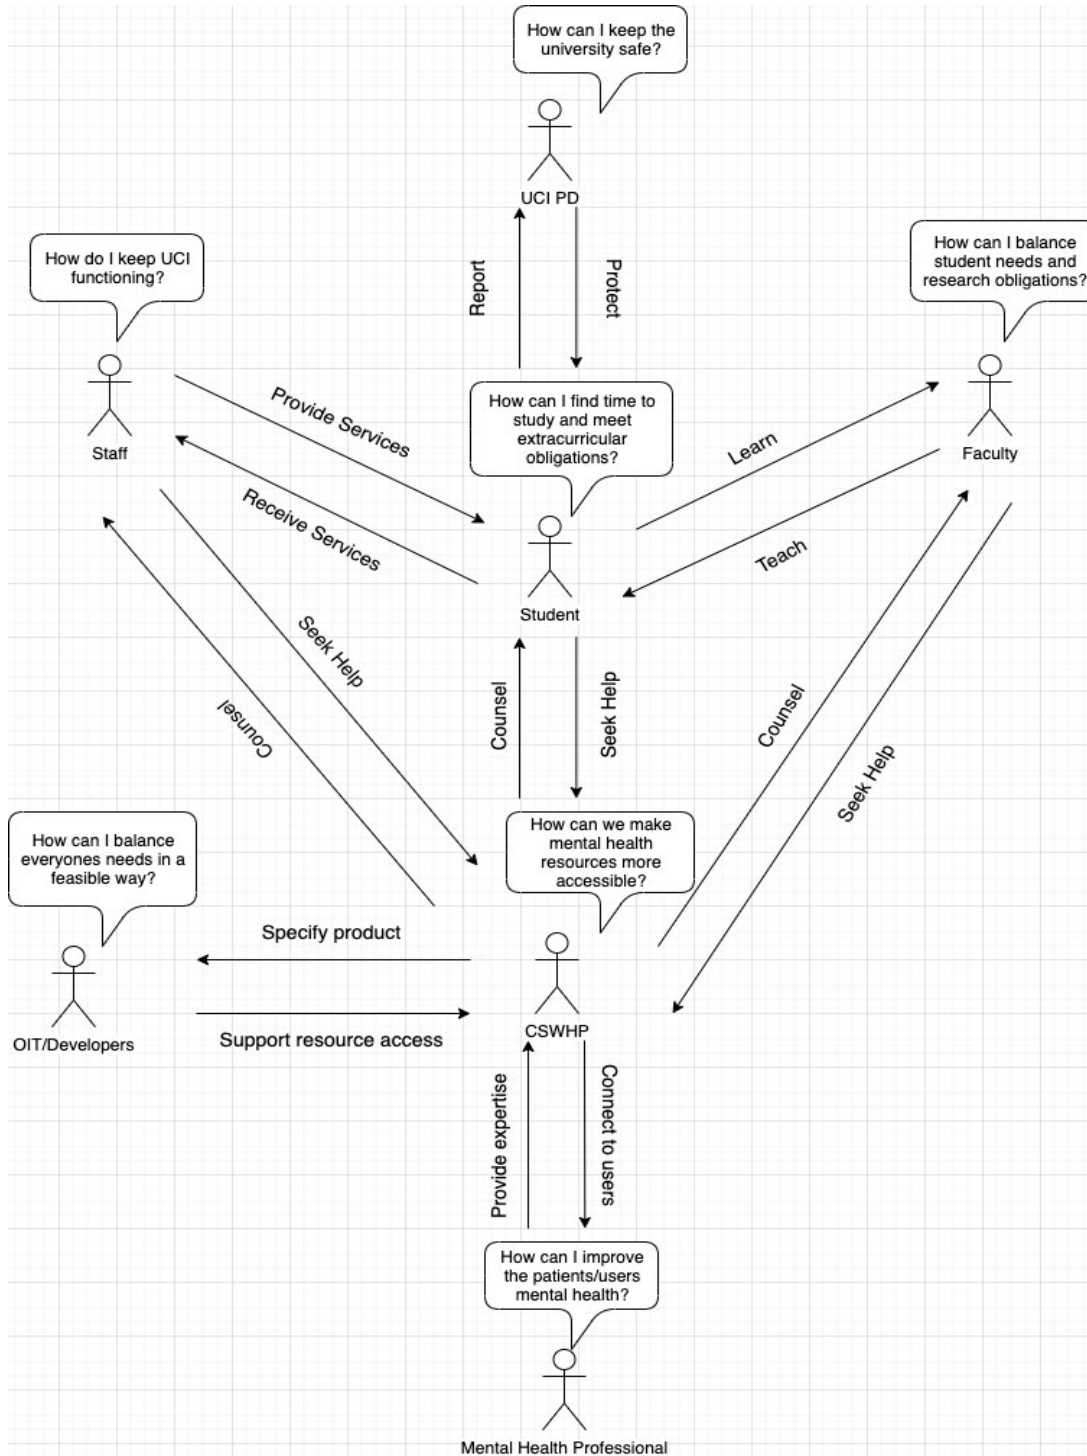 How can I keep the
university safe?
UCI PD
Report
Protect
How do I keep UCI
functioning?
Staff
How can I balance
student needs and
research obligations?
Faculty
How can I find time to
study and meet
extracurricular
obligations?
Student
Provide Services
Receive Services
Learn
Teach
Seek Help
Counsel
Counsel
Seek Help
Counsel
Seek Help
How can I balance
everyones needs in a
feasible way?
OIT/Developers
How can we make
mental health
resources more
accessible?
CSWHP
Specify product
Support resource access
Provide expertise
Connect to users
How can I improve
the patients/users
mental health?
Mental Health Professional